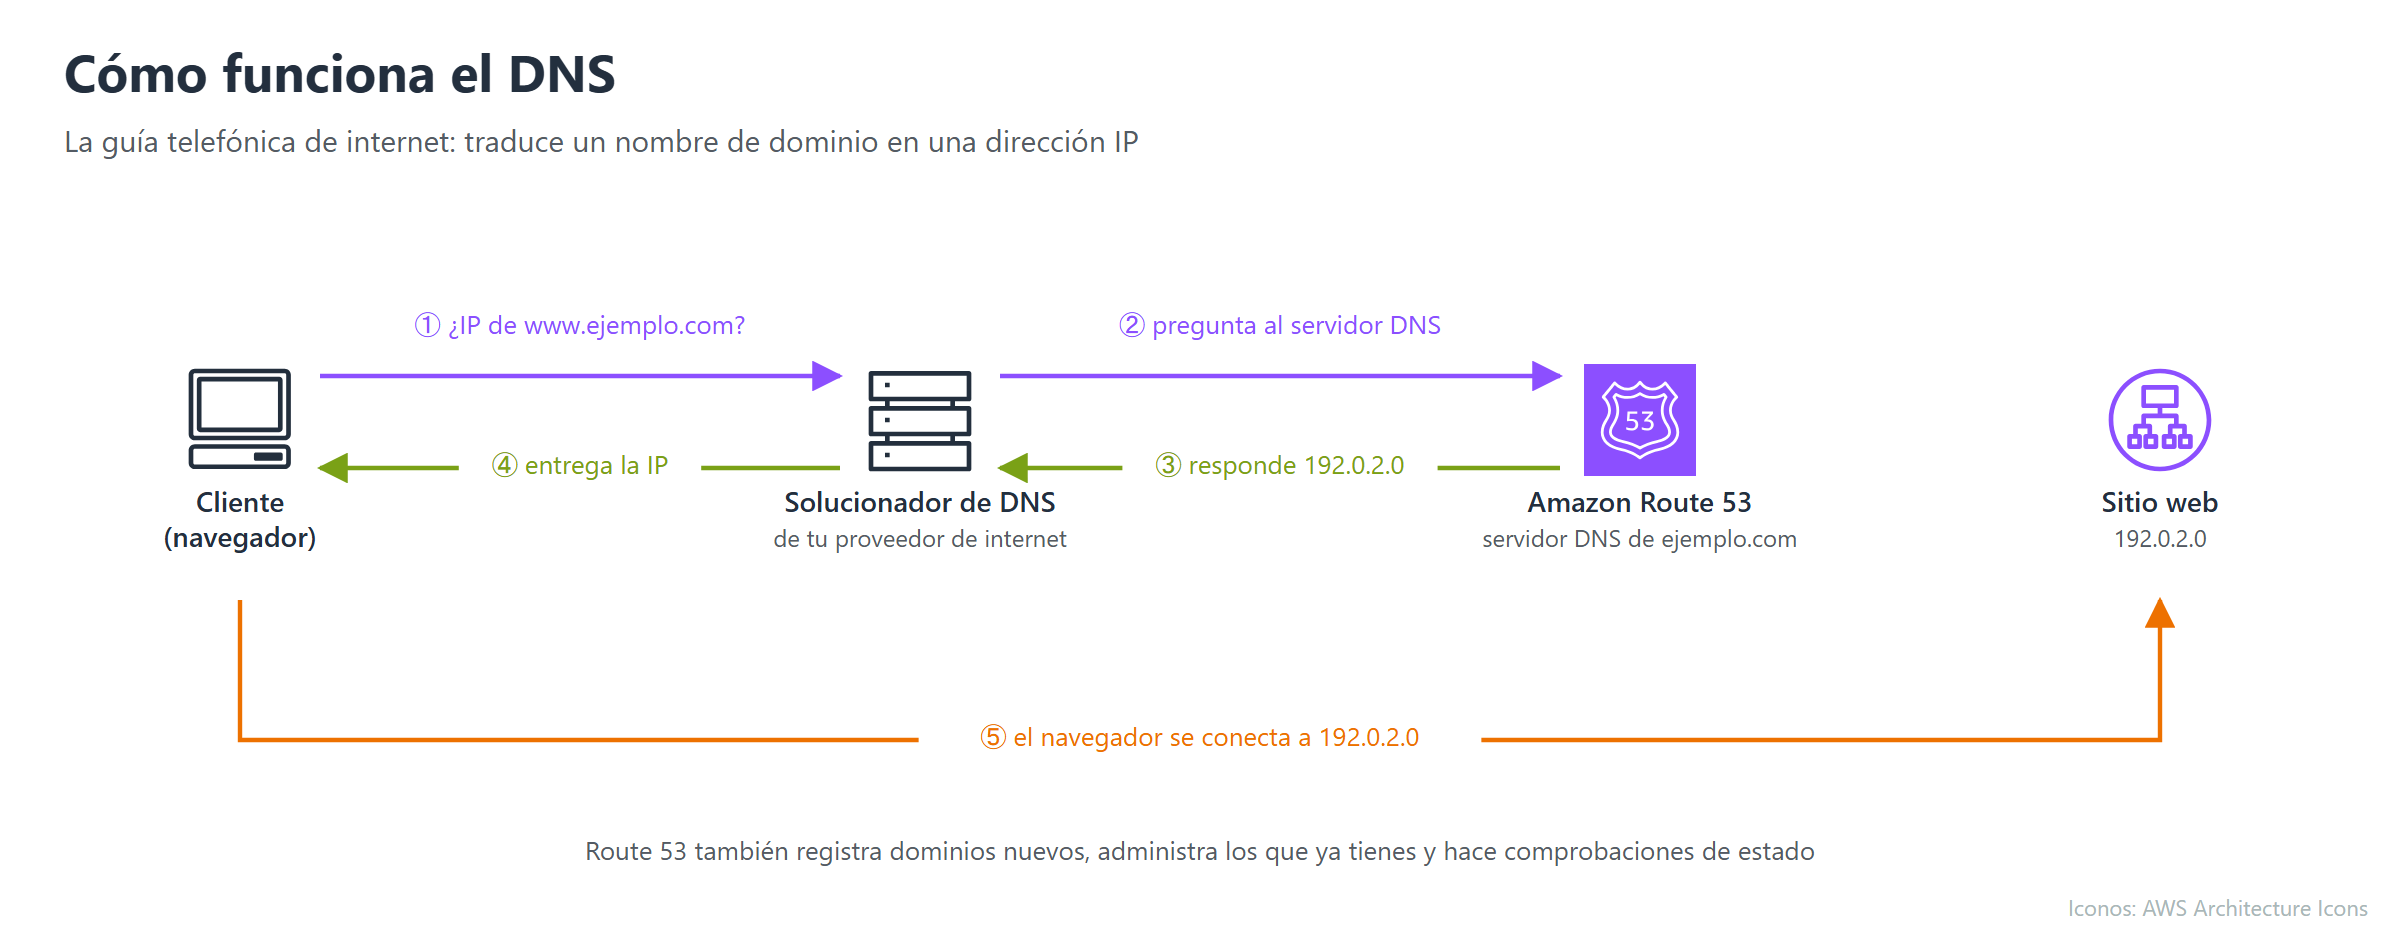 Cómo funciona el DNS
La guía telefónica de internet: traduce un nombre de dominio en una dirección IP
① ¿IP de www.ejemplo.com?
② pregunta al servidor DNS
53
④ entrega la IP
③ responde 192.0.2.0
Cliente
(navegador)
Solucionador de DNS
de tu proveedor de internet
Amazon Route 53
servidor DNS de ejemplo.com
Sitio web
192.0.2.0
⑤ el navegador se conecta a 192.0.2.0
Route 53 también registra dominios nuevos, administra los que ya tienes y hace comprobaciones de estado
Iconos: AWS Architecture Icons